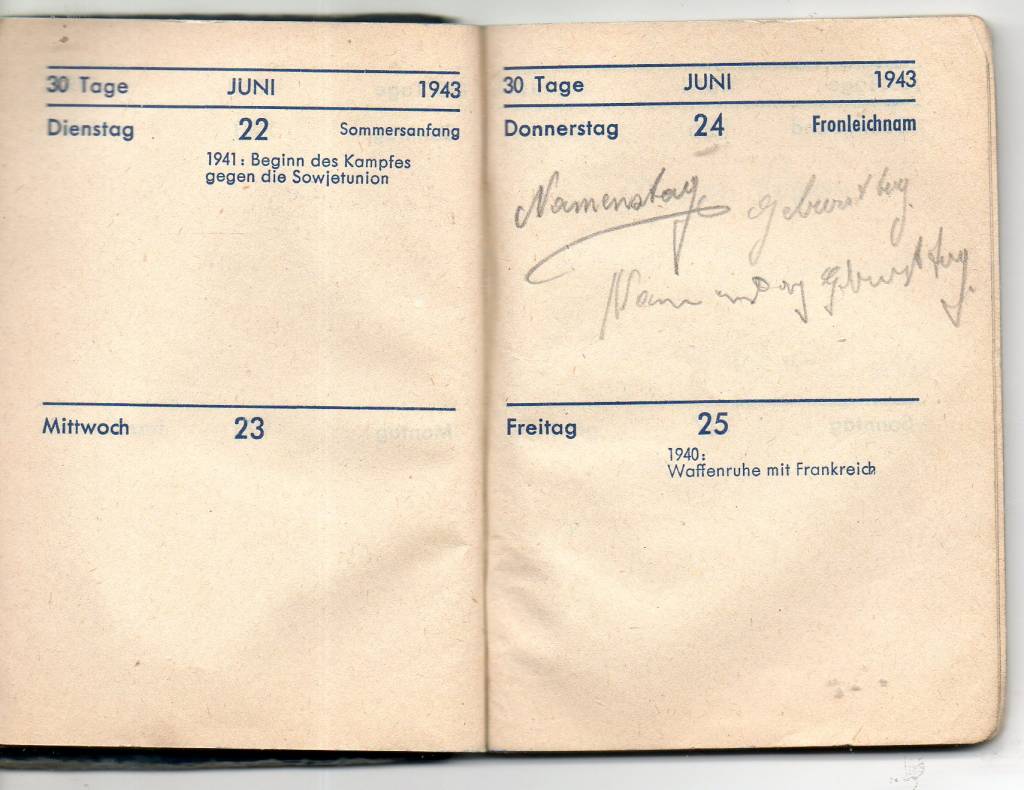 30 Tage JUNI 1943
Dienstag 22 Sommersanfang
1941: Beginn des Kampfes
gegen die Sowjetunion
Mittwoch 23
30 Tage JUNI 1943
Donnerstag 24 Fronleichnam
Namenstag Geburtstag
Geburtstag
Freitag 25
1940:
Waffenruhe mit Frankreich